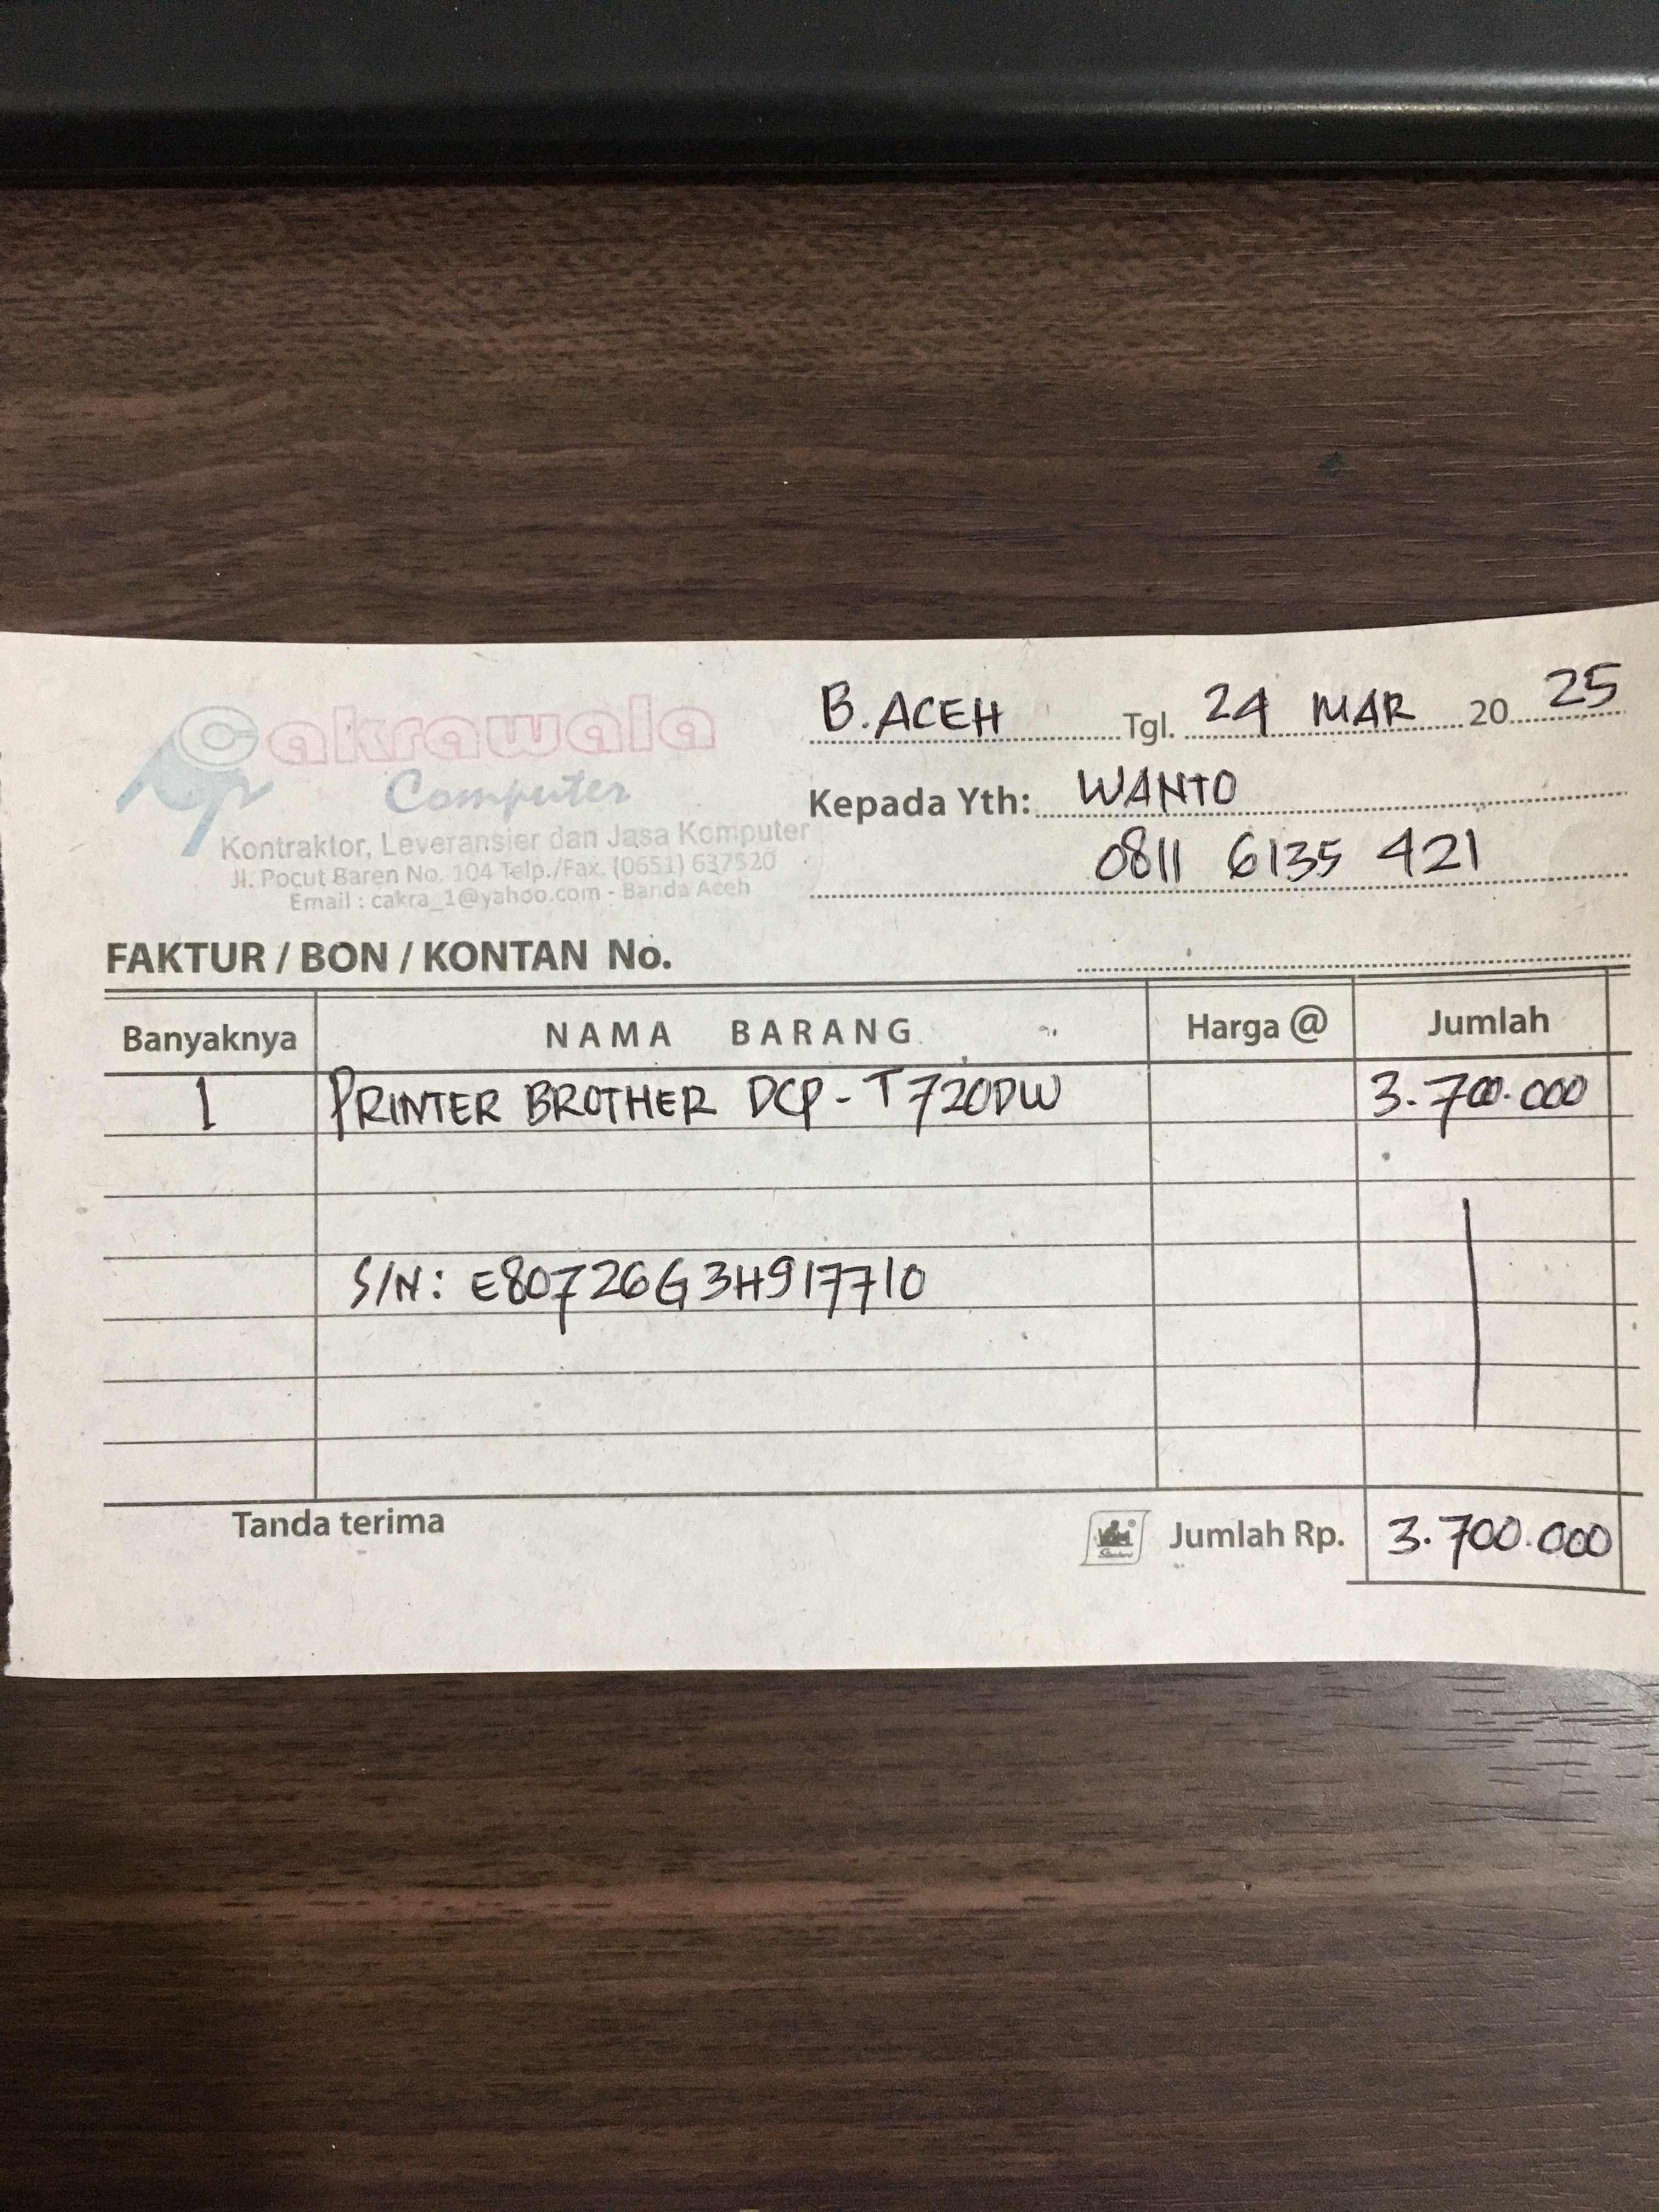 Cakrawala
Computer
Kontraktor, Leveransier dan Jasa Komputer
Jl. Pocut Baren No. 104 Telp./Fax. (0651) 637520
Email : cakra_1@yahoo.com - Banda Aceh
B. ACEH Tgl. 24 MAR 20 25
Kepada Yth: WANTO
0811 6135 421
FAKTUR / BON / KONTAN No.
Banyaknya NAMA BARANG Harga @ Jumlah
1 PRINTER BROTHER DCP-T720DW 3.700.000
S/N: E80726G3H917710
Tanda terima Jumlah Rp. 3.700.000